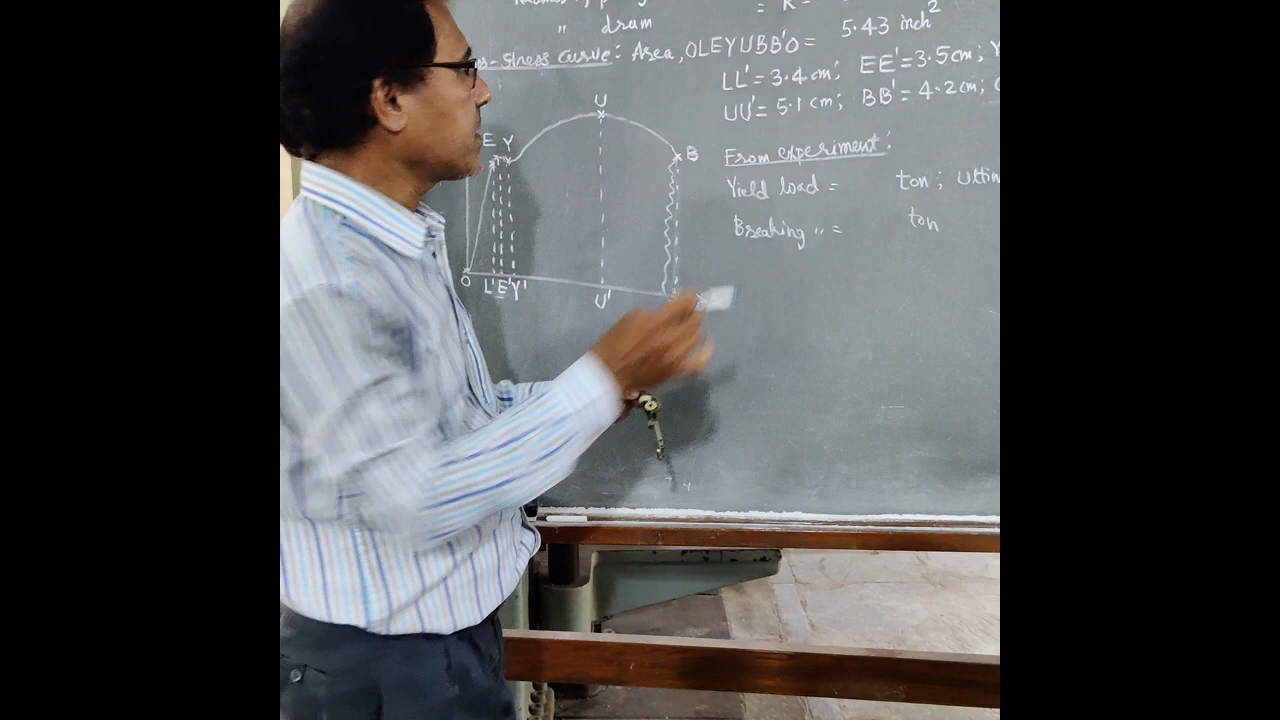 = R
" drum
5.43 inch²
-stress curve: Area, OLEYUBB'O =
LL' = 3.4 cm; EE' = 3.5 cm; Y
UU' = 5.1 cm; BB' = 4.2 cm;
U
E Y
B
From experiment:
Yield load = ton;
Breaking " = ton
O L' E' Y' U'